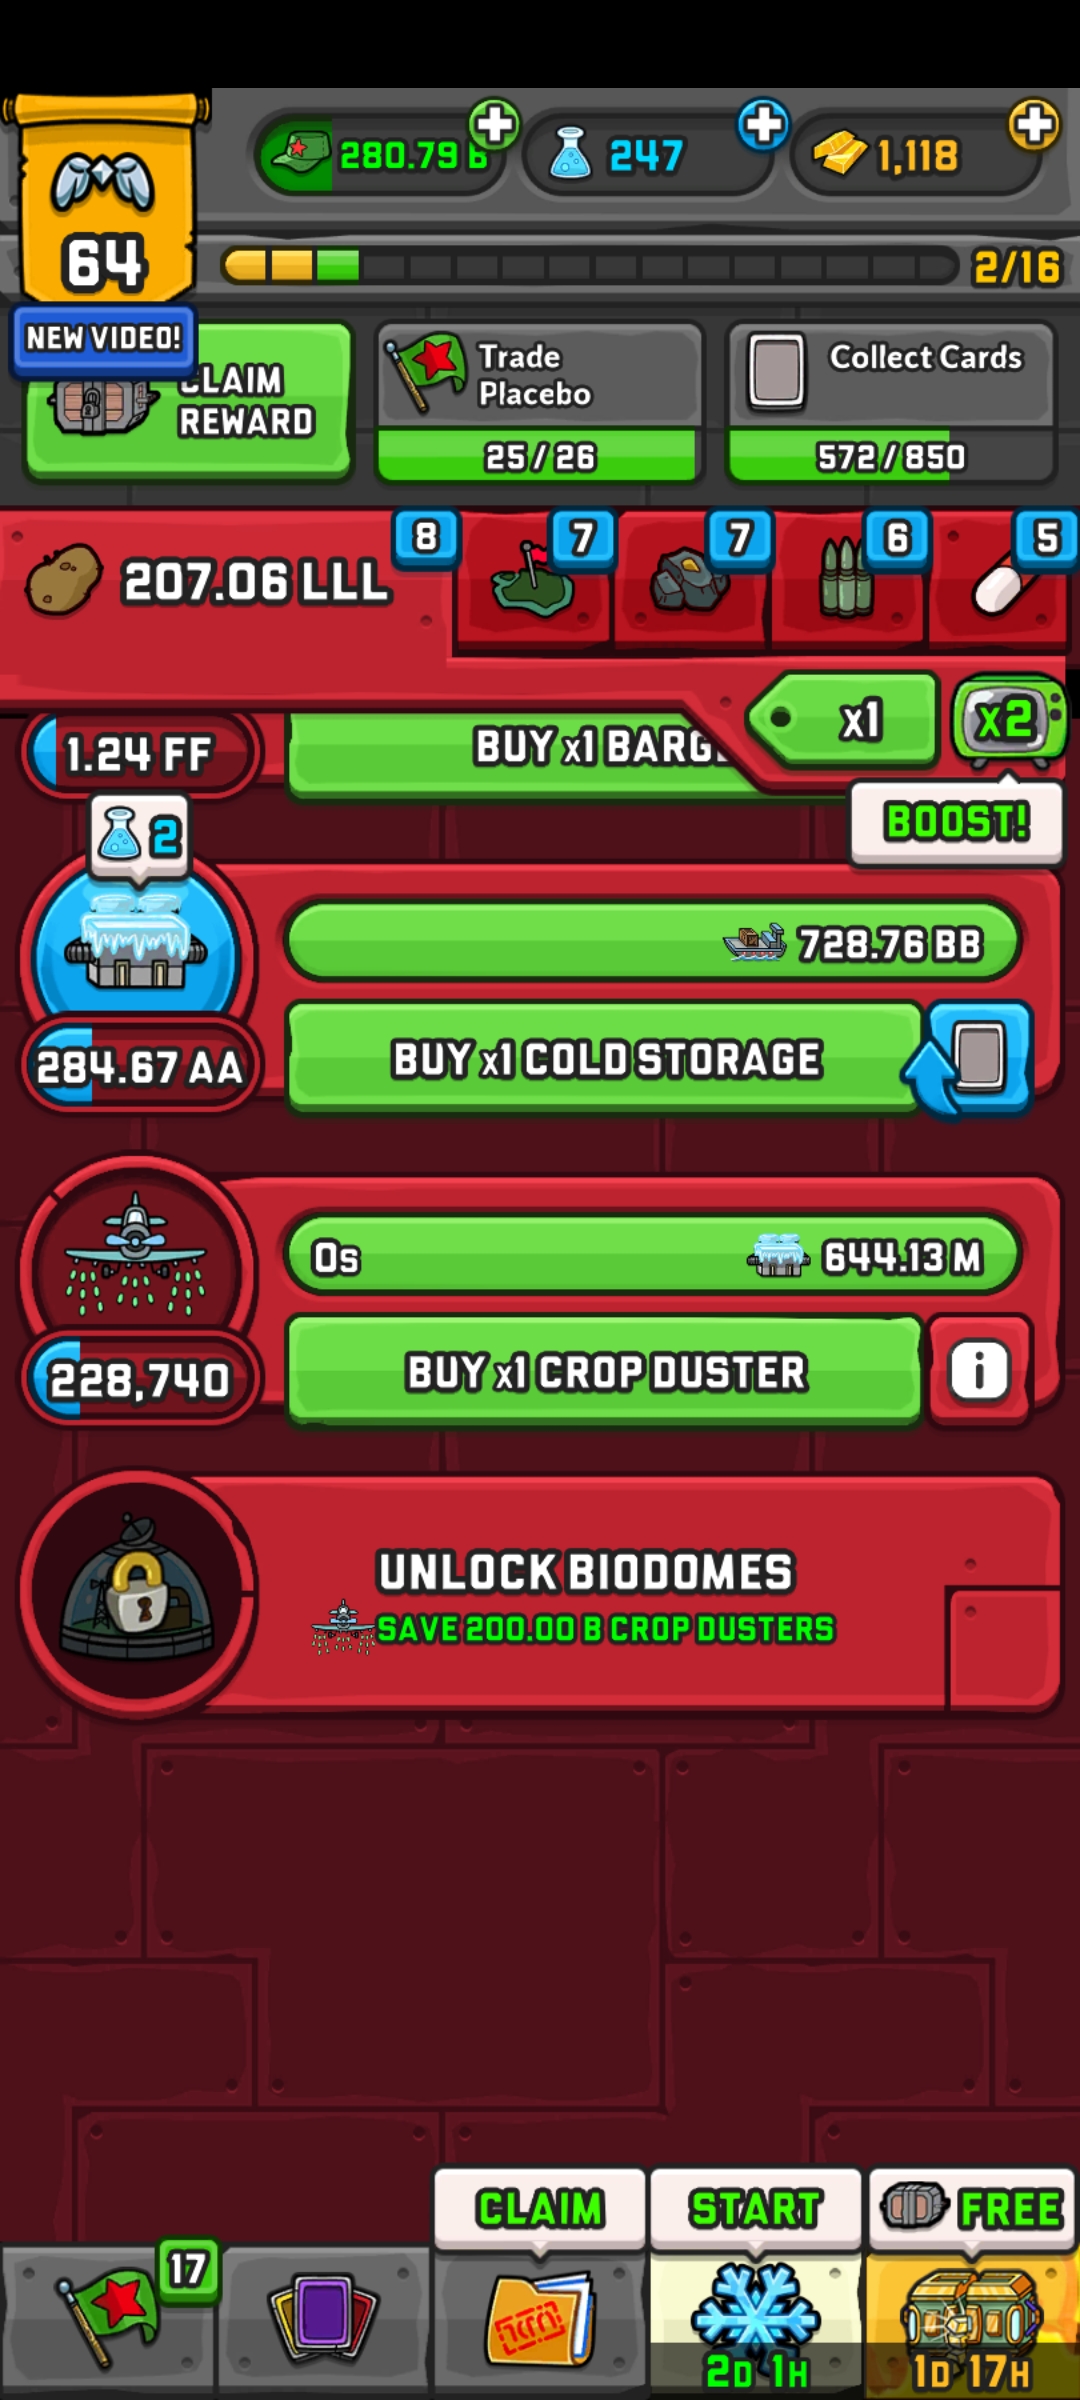 280.79 B
247
1,118
64
2/16
NEW VIDEO!
CLAIM
REWARD
Trade
Placebo
25/26
Collect Cards
572/850
207.06 LLL
8
7
7
6
5
x1
x2
BOOST!
1.24 FF
BUY x1 BARG
2
728.76 BB
284.67 AA
BUY x1 COLD STORAGE
0s
644.13 M
228,740
BUY x1 CROP DUSTER
i
UNLOCK BIODOMES
SAVE 200.00 B CROP DUSTERS
CLAIM
START
FREE
17
2D 1H
1D 17H